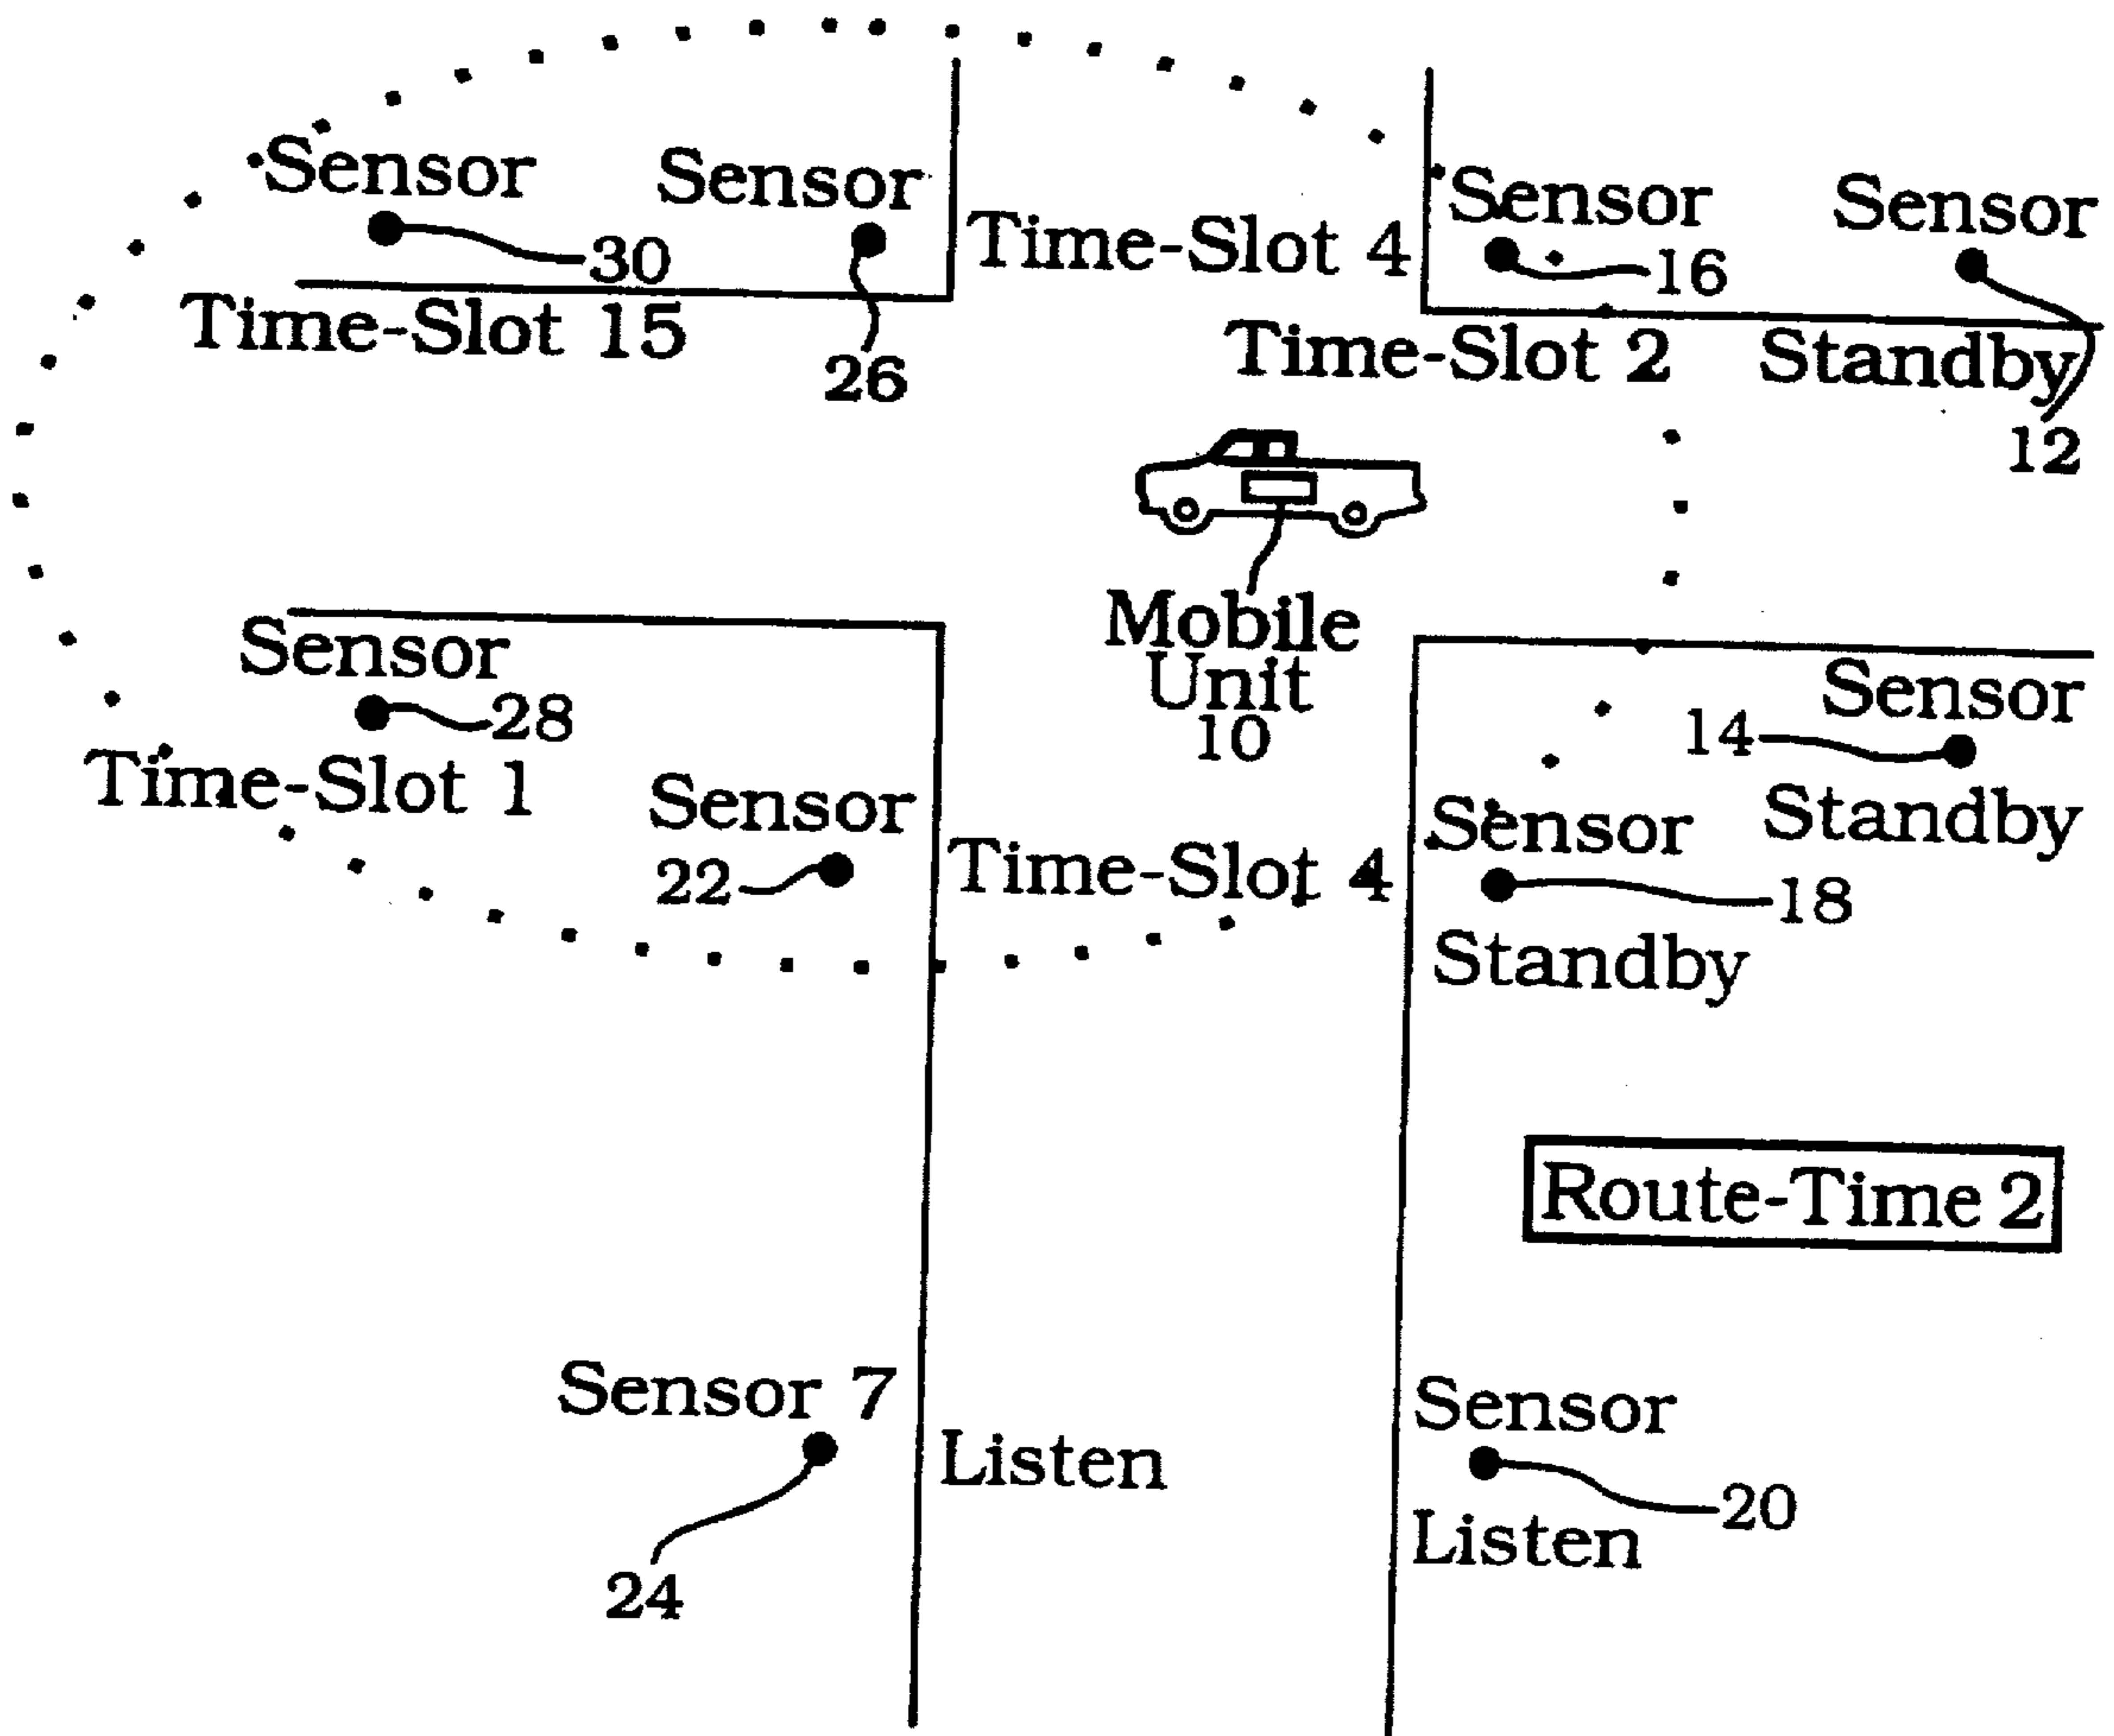 Sensor
Sensor
Sensor
Sensor
30
Time-Slot 4
16
Time-Slot 15
26
Time-Slot 2
Standby
12
Mobile
Unit
10
Sensor
28
Time-Slot 1
Sensor
14
Standby
Sensor
22
Time-Slot 4
Sensor
18
Standby
Route-Time 2
Sensor 7
24
Listen
Sensor
20
Listen